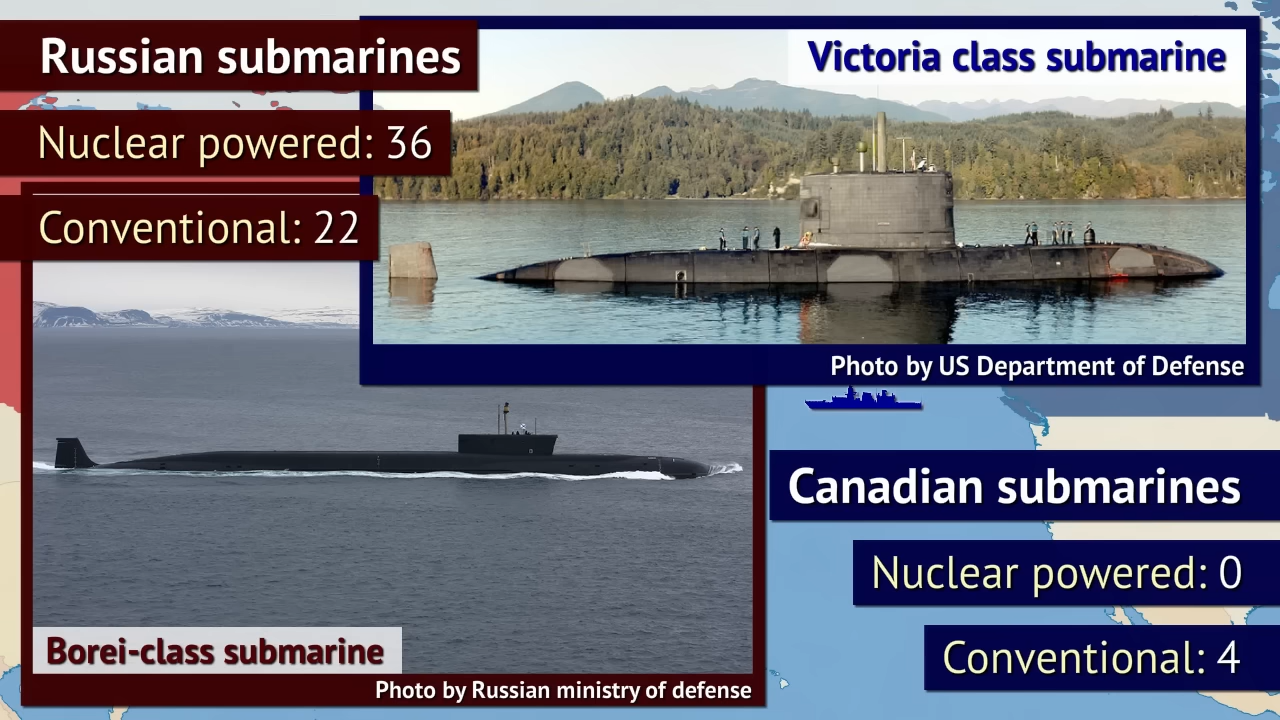 Russian submarines
Nuclear powered: 36
Conventional: 22
Victoria class submarine
Photo by US Department of Defense
Borei-class submarine
Photo by Russian ministry of defense
Canadian submarines
Nuclear powered: 0
Conventional: 4